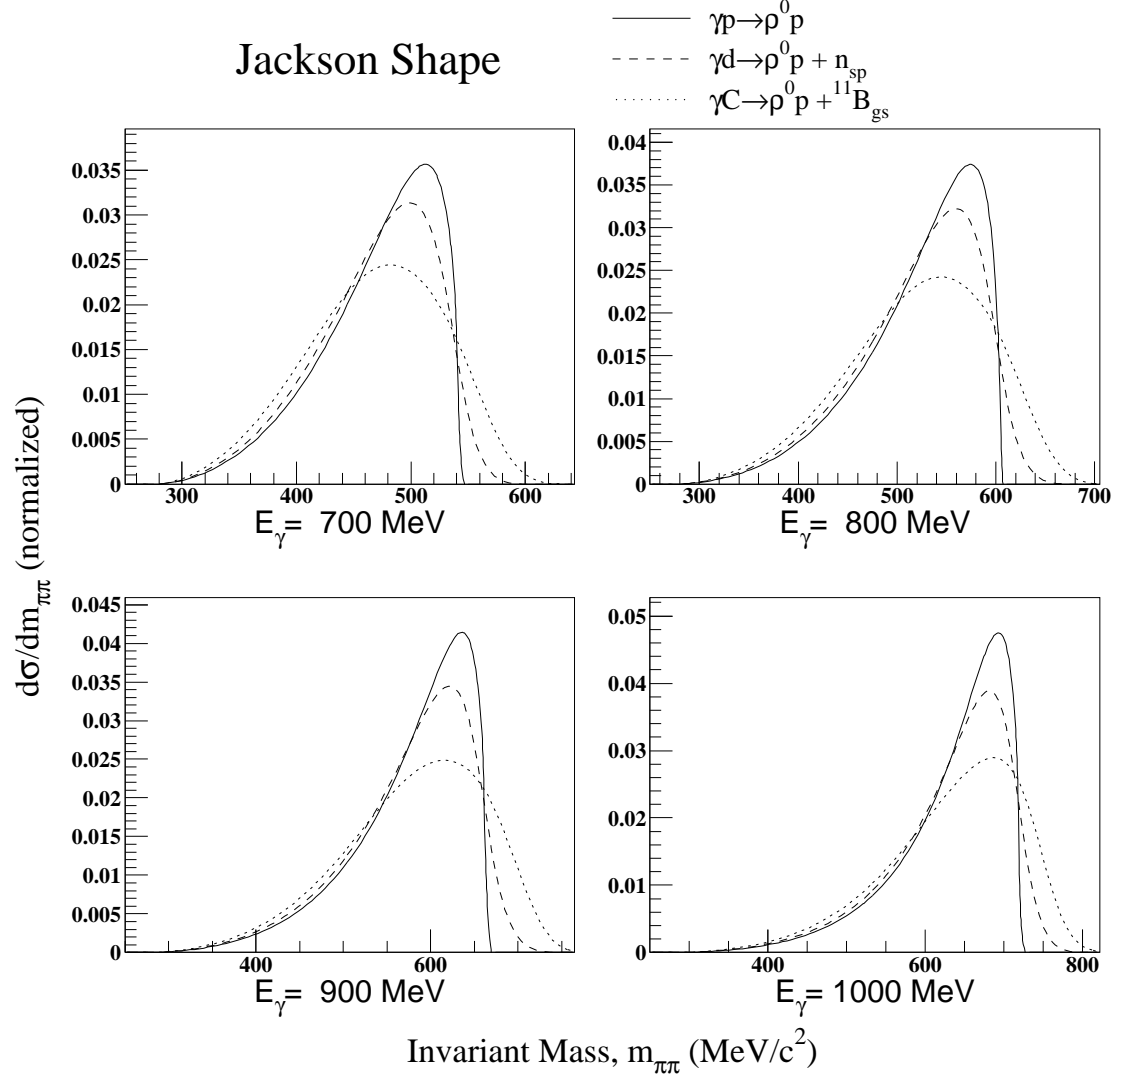 Jackson Shape
γp→ρ⁰p
γd→ρ⁰p + n_sp
γC→ρ⁰p + ¹¹B_gs
dσ/dm_ππ (normalized)
0.035
0.03
0.025
0.02
0.015
0.01
0.005
0
300 400 500 600
E_γ= 700 MeV
0.04
0.035
0.03
0.025
0.02
0.015
0.01
0.005
0
300 400 500 600 700
E_γ= 800 MeV
0.045
0.04
0.035
0.03
0.025
0.02
0.015
0.01
0.005
0
400 600
E_γ= 900 MeV
0.05
0.04
0.03
0.02
0.01
0
400 600 800
E_γ= 1000 MeV
Invariant Mass, m_ππ (MeV/c²)